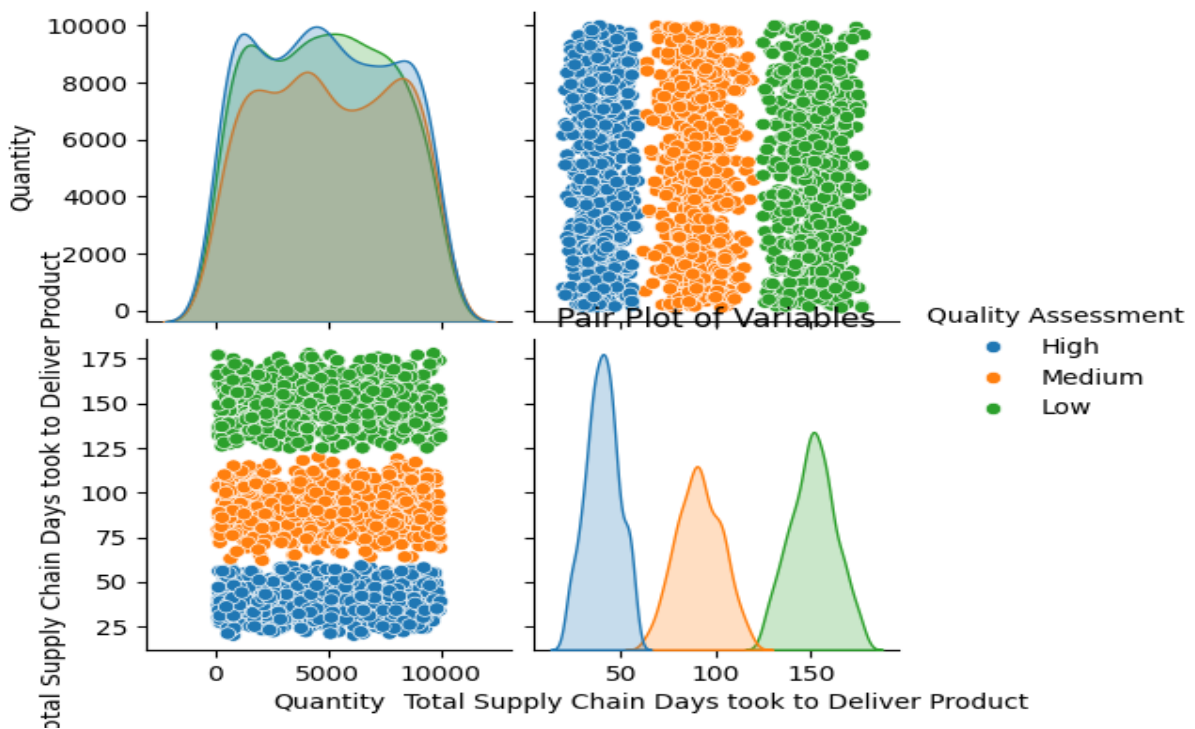 10000
8000
6000
4000
2000
0
Quantity
Pair Plot of Variables
Quality Assessment
High
Medium
Low
175
150
125
100
75
50
25
otal Supply Chain Days took to Deliver Product
0 5000 10000
50 100 150
Quantity
Total Supply Chain Days took to Deliver Product